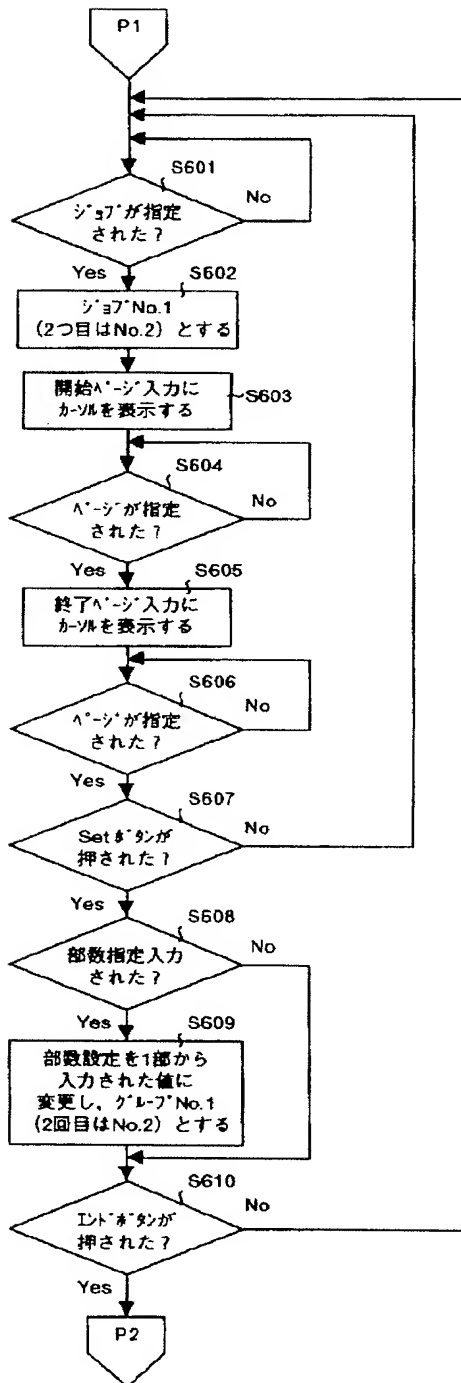 P1
S601
ジョブが指定
された？
No
Yes
S602
ジョブNo.1
（2つ目はNo.2）とする
開始ページ入力に
カーソルを表示する
S603
S604
ページが指定
された？
No
Yes
S605
終了ページ入力に
カーソルを表示する
S606
ページが指定
された？
No
Yes
S607
Setボタンが
押された？
No
Yes
S608
部数指定入力
された？
No
Yes
S609
部数設定を1部から
入力された値に
変更し，グループNo.1
（2回目はNo.2）とする
S610
エンドボタンが
押された？
No
Yes
P2